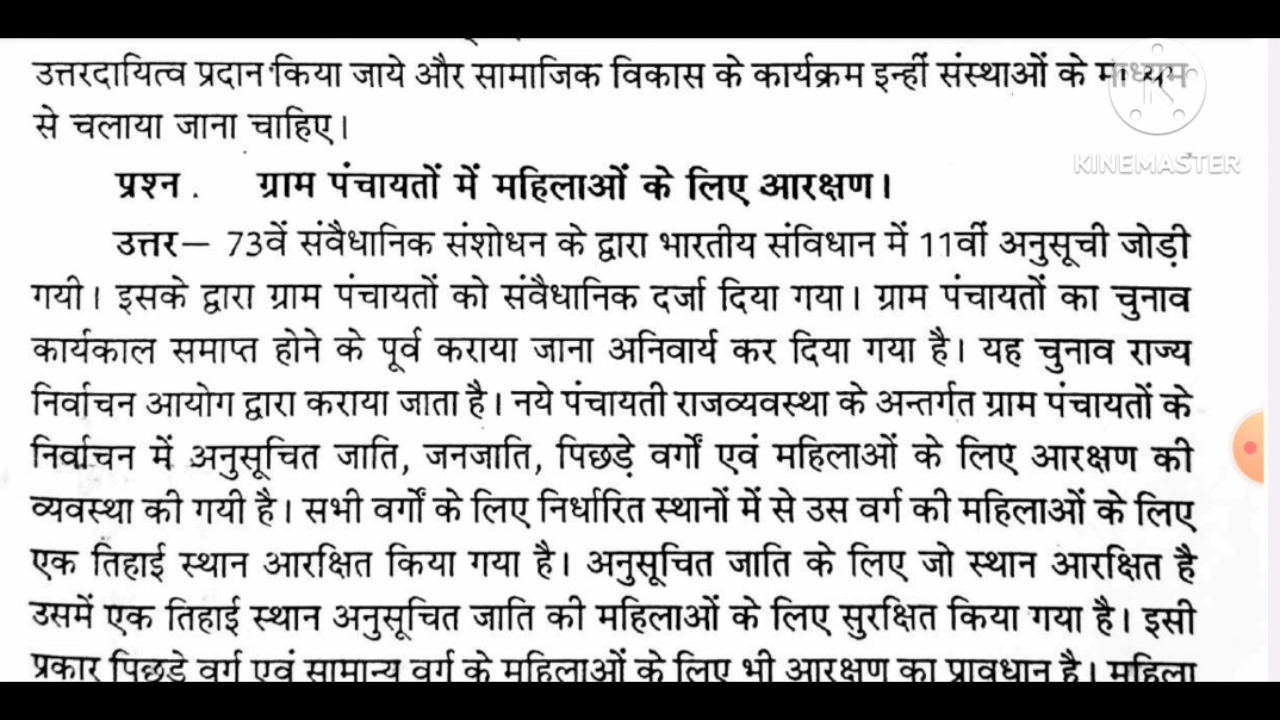 उत्तरदायित्व प्रदान किया जाये और सामाजिक विकास के कार्यक्रम इन्हीं संस्थाओं के माध्यम
से चलाया जाना चाहिए।
KINEMASTER
प्रश्न . ग्राम पंचायतों में महिलाओं के लिए आरक्षण।
उत्तर— 73वें संवैधानिक संशोधन के द्वारा भारतीय संविधान में 11वीं अनुसूची जोड़ी
गयी। इसके द्वारा ग्राम पंचायतों को संवैधानिक दर्जा दिया गया। ग्राम पंचायतों का चुनाव
कार्यकाल समाप्त होने के पूर्व कराया जाना अनिवार्य कर दिया गया है। यह चुनाव राज्य
निर्वाचन आयोग द्वारा कराया जाता है। नये पंचायती राजव्यवस्था के अन्तर्गत ग्राम पंचायतों के
निर्वाचन में अनुसूचित जाति, जनजाति, पिछड़े वर्गों एवं महिलाओं के लिए आरक्षण की
व्यवस्था की गयी है। सभी वर्गों के लिए निर्धारित स्थानों में से उस वर्ग की महिलाओं के लिए
एक तिहाई स्थान आरक्षित किया गया है। अनुसूचित जाति के लिए जो स्थान आरक्षित है
उसमें एक तिहाई स्थान अनुसूचित जाति की महिलाओं के लिए सुरक्षित किया गया है। इसी
प्रकार पिछड़े वर्ग एवं सामान्य वर्ग के महिलाओं के लिए भी आरक्षण का प्रावधान है। महिला